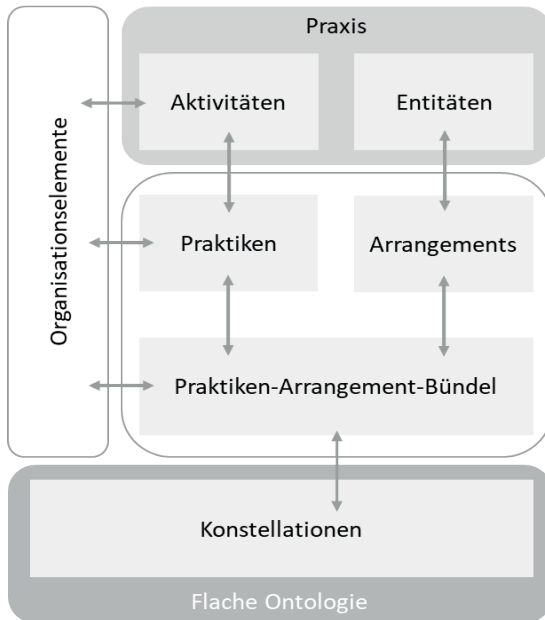 Praxis
Aktivitäten
Entitäten
Organisationselemente
Praktiken
Arrangements
Praktiken-Arrangement-Bündel
Konstellationen
Flache Ontologie